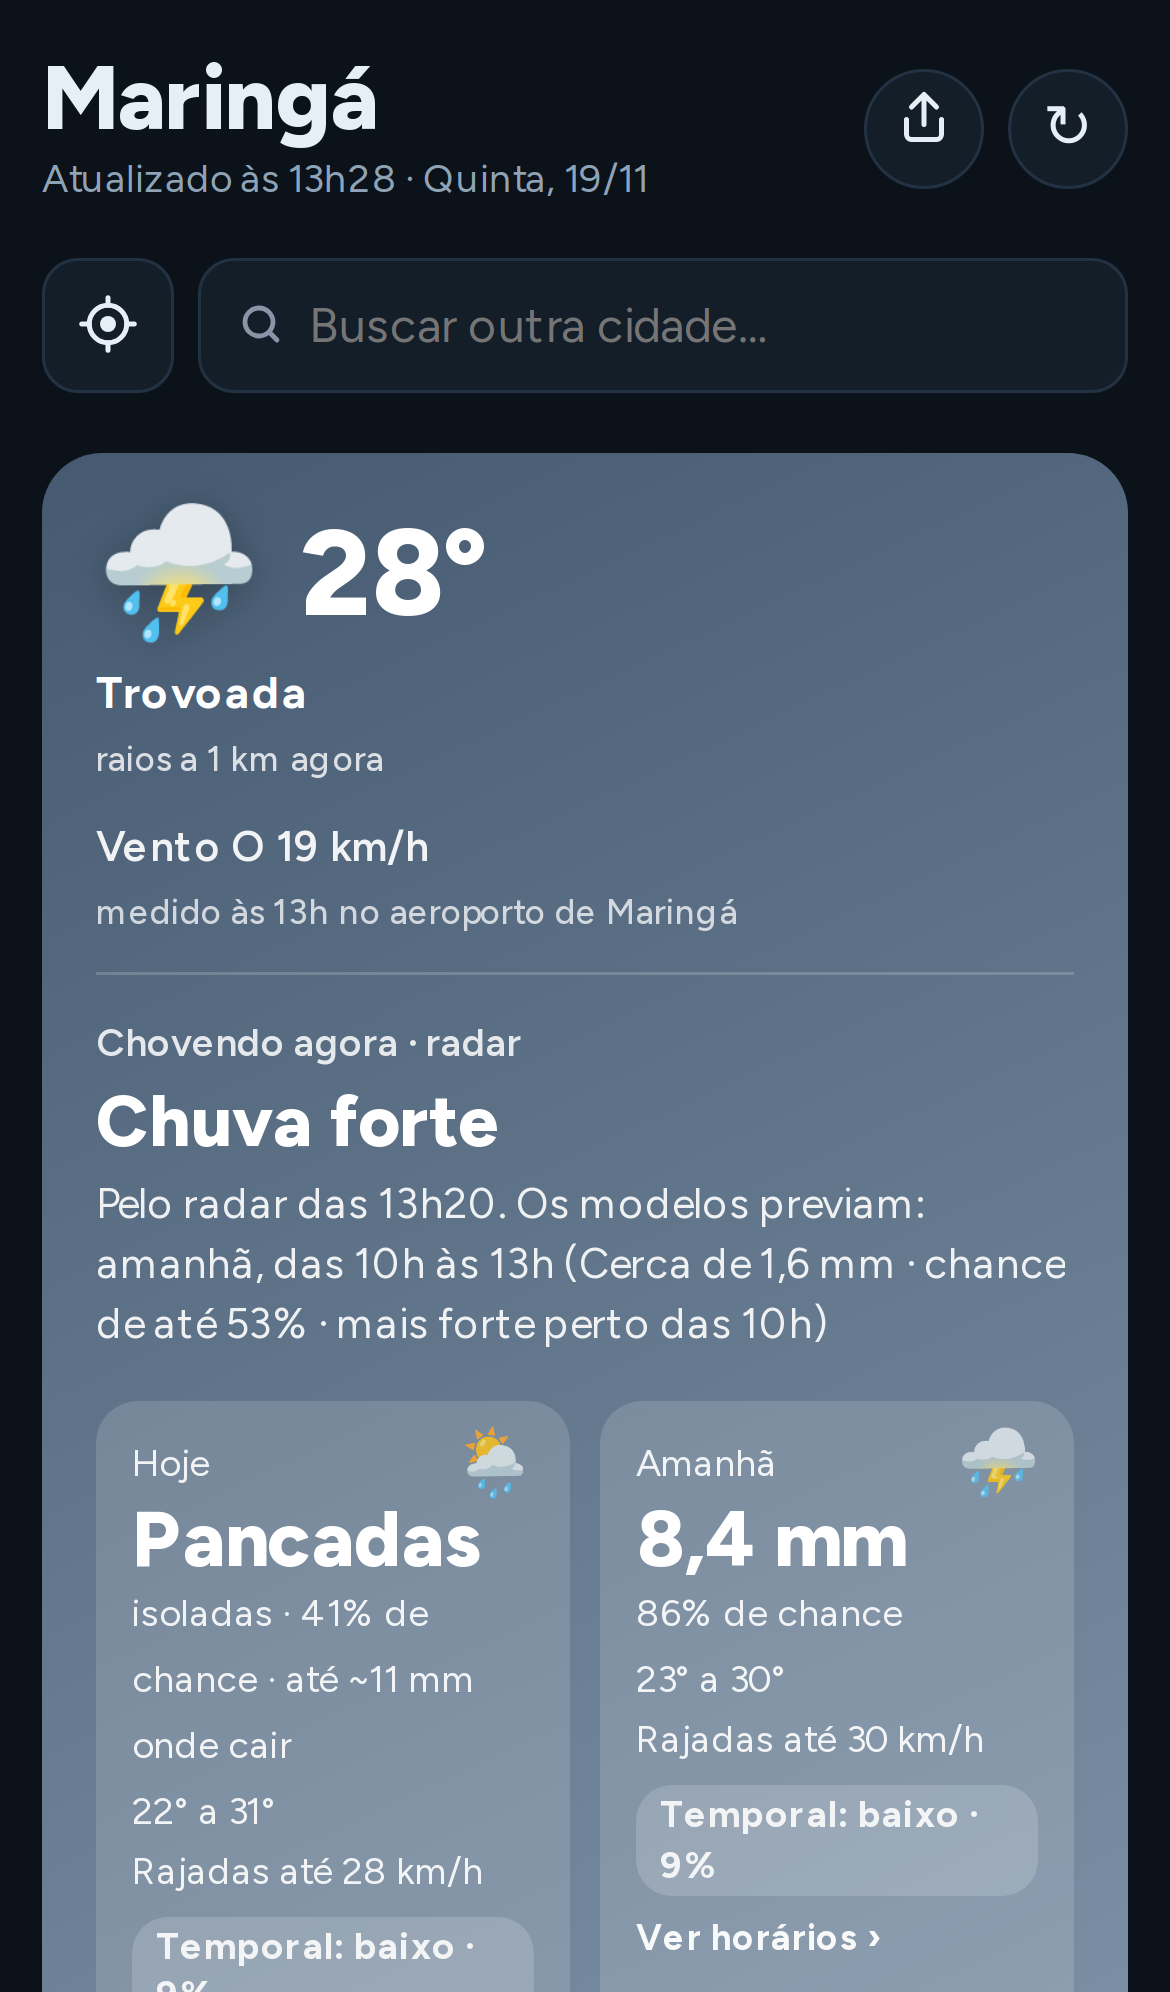 Maringá
Atualizado às 13h28 · Quinta, 19/11
Buscar outra cidade...
28°
Trovoada
raios a 1 km agora
Vento O 19 km/h
medido às 13h no aeroporto de Maringá
Chovendo agora · radar
Chuva forte
Pelo radar das 13h20. Os modelos previam:
amanhã, das 10h às 13h (Cerca de 1,6 mm · chance
de até 53% · mais forte perto das 10h)
Hoje
Pancadas
isoladas · 41% de
chance · até ~11 mm
onde cair
22° a 31°
Rajadas até 28 km/h
Temporal: baixo ·
9%
Amanhã
8,4 mm
86% de chance
23° a 30°
Rajadas até 30 km/h
Temporal: baixo ·
9%
Ver horários ›